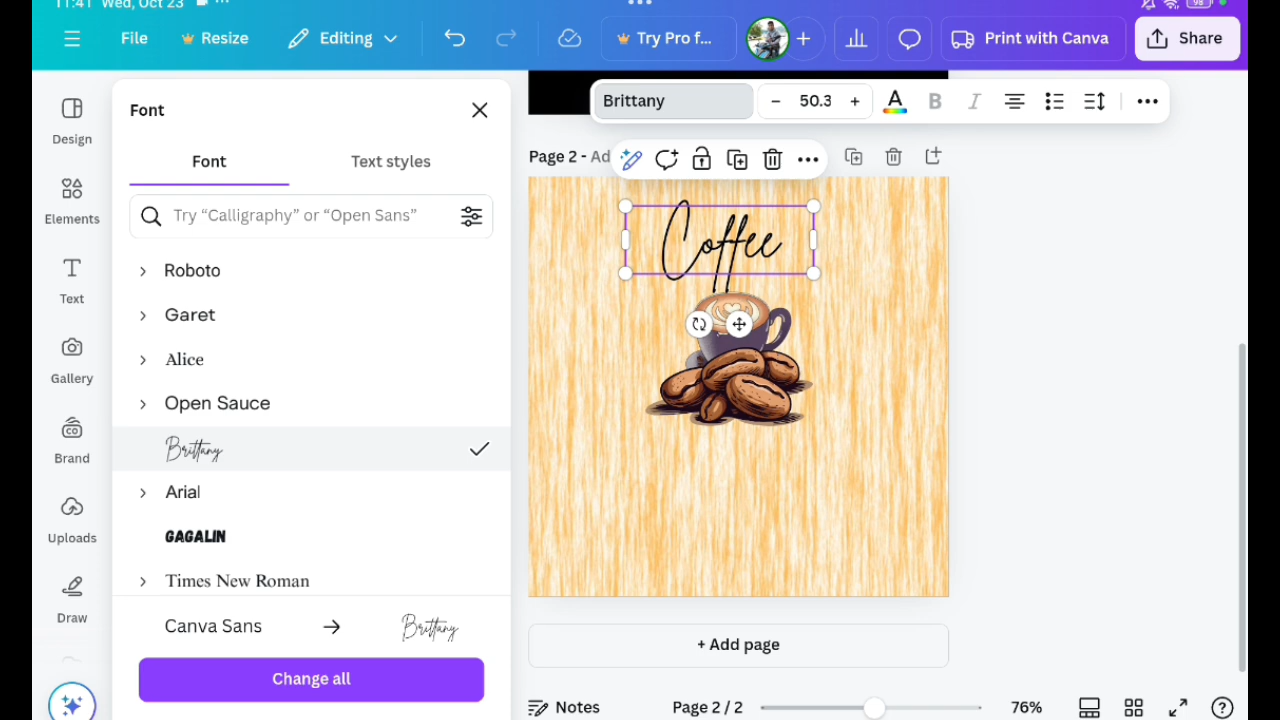 11:41 Wed, Oct 23
98
File
Resize
Editing
Try Pro f...
Print with Canva
Share
Design
Elements
Text
Gallery
Brand
Uploads
Draw
Font
Font
Text styles
Try “Calligraphy” or “Open Sans”
Roboto
Garet
Alice
Open Sauce
Brittany
Arial
GAGALIN
Times New Roman
Canva Sans
Brittany
Change all
Brittany
– 50.3 +
A
B
I
Page 2 - Ad
Coffee
+ Add page
Notes
Page 2 / 2
76%